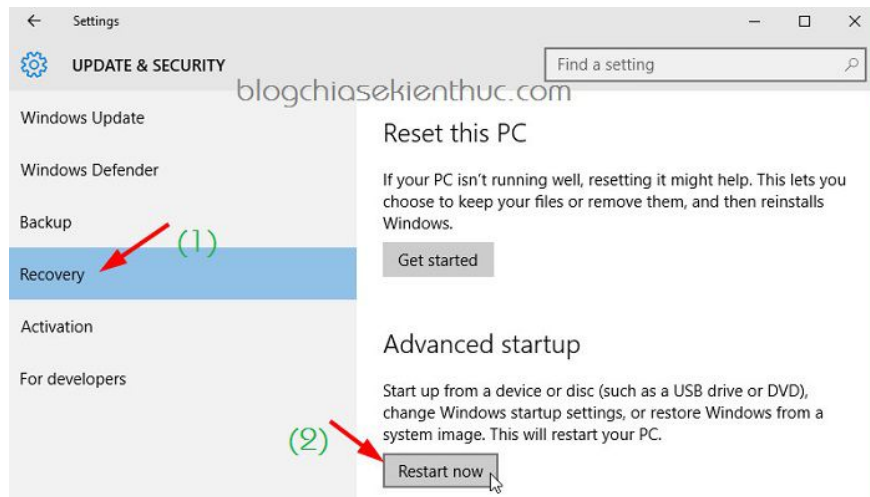 Settings
UPDATE & SECURITY
Find a setting
blogchiasekienthuc.com
Windows Update
Windows Defender
Backup
(1)
Recovery
Activation
For developers
Reset this PC
If your PC isn't running well, resetting it might help. This lets you
choose to keep your files or remove them, and then reinstalls
Windows.
Get started
Advanced startup
Start up from a device or disc (such as a USB drive or DVD),
change Windows startup settings, or restore Windows from a
system image. This will restart your PC.
(2)
Restart now